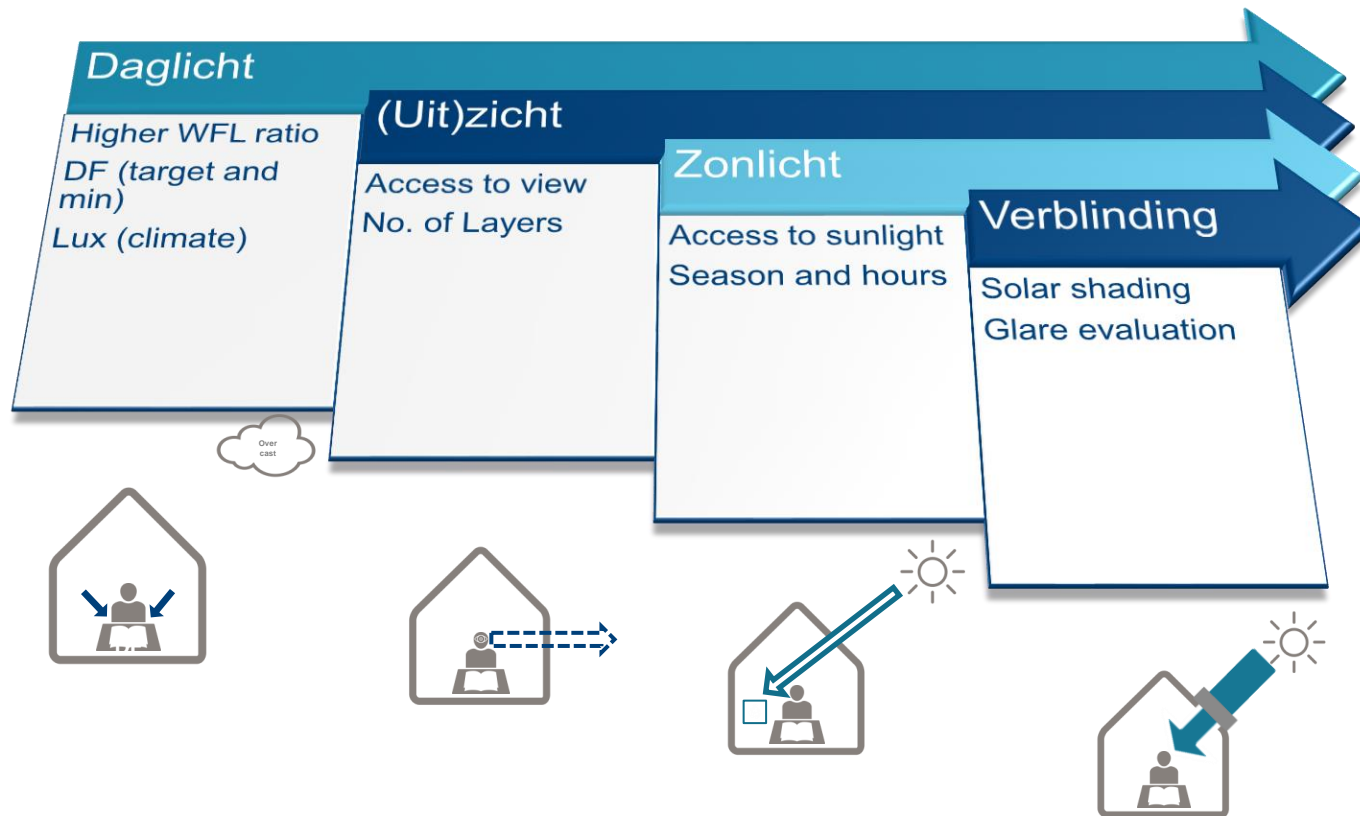 Daglicht
Higher WFL ratio
DF (target and
min)
Lux (climate)
(Uit)zicht
Access to view
No. of Layers
Zonlicht
Access to sunlight
Season and hours
Verblinding
Solar shading
Glare evaluation
Over
cast